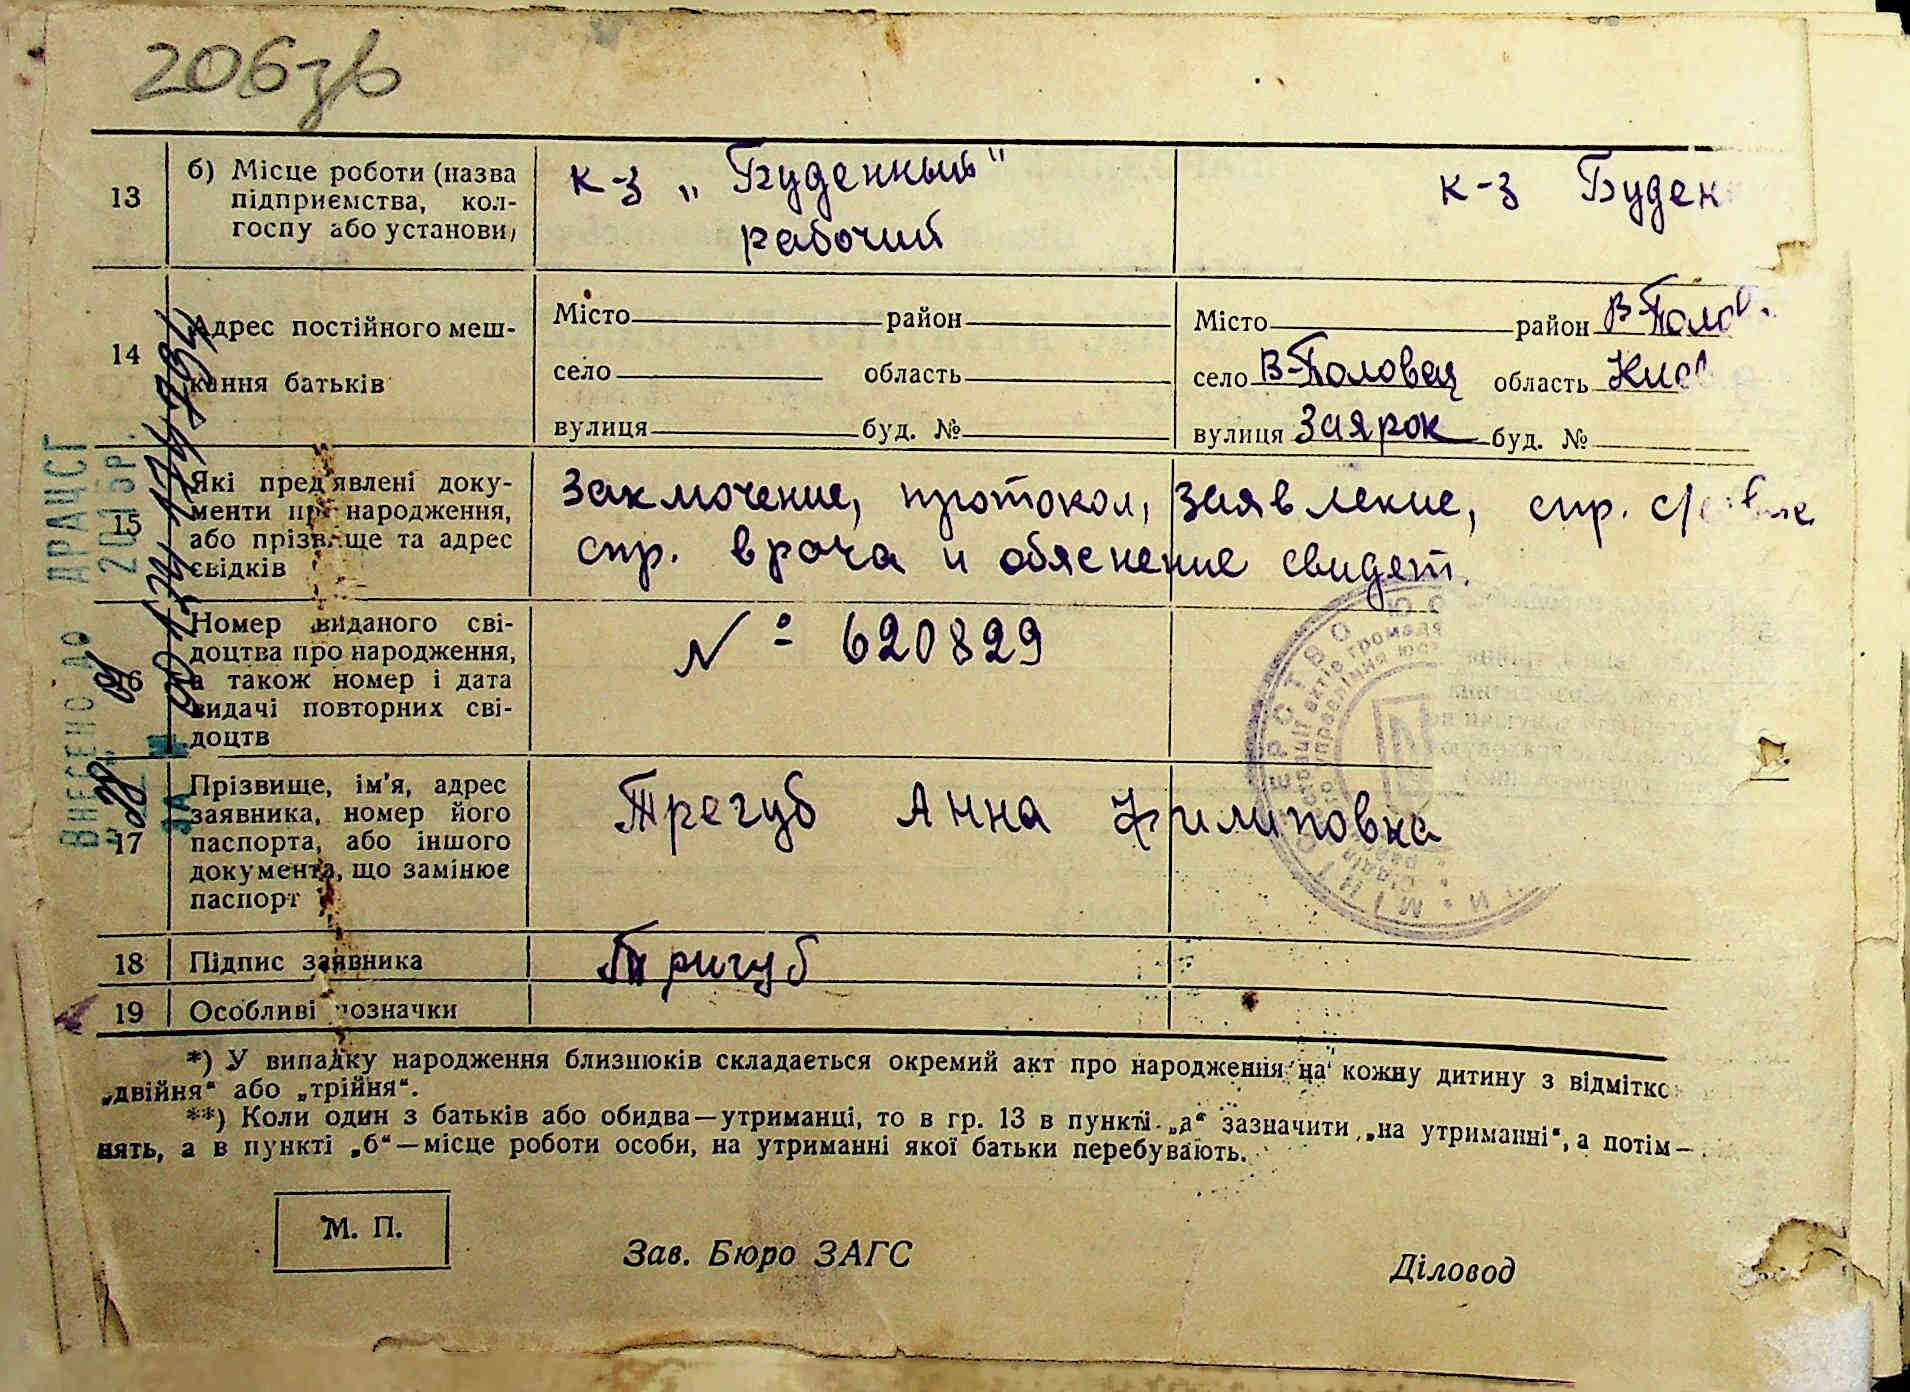 206зв
13
б) Місце роботи (назва
підприємства, кол-
госпу або установи)
к-з „Буденный"
рабочий
к-з Буден
14
Адрес постійного меш-
кання батьків
Місто район
село область
вулиця буд. №
Місто район В-Полов.
село В-Половец область Киев
вулиця Заярок буд. №
15
Які пред'явлені доку-
менти про народження,
або прізвище та адрес
свідків
Заключение, протокол, заявление, спр. с/
спр. врача и обяснение свидет.
16
Номер виданого сві-
доцтва про народження,
а також номер і дата
видачі повторних сві-
доцтв
№ 620829
17
Прізвище, ім'я, адрес
заявника, номер його
паспорта, або іншого
документа, що замінює
паспорт
Трегуб Анна Филиповна
18
Підпис заявника
Тригуб
19
Особливі позначки
*) У випадку народження близнюків складається окремий акт про народження на кожну дитину з відмітко
„двійня“ або „трійня“.
**) Коли один з батьків або обидва—утриманці, то в гр. 13 в пункті „а“ зазначити „на утриманні“, а потім—
нять, а в пункті „б“—місце роботи особи, на утриманні якої батьки перебувають.
М. П.
Зав. Бюро ЗАГС
Діловод
ВНЕСЕНО ДО ДРАЦСГ